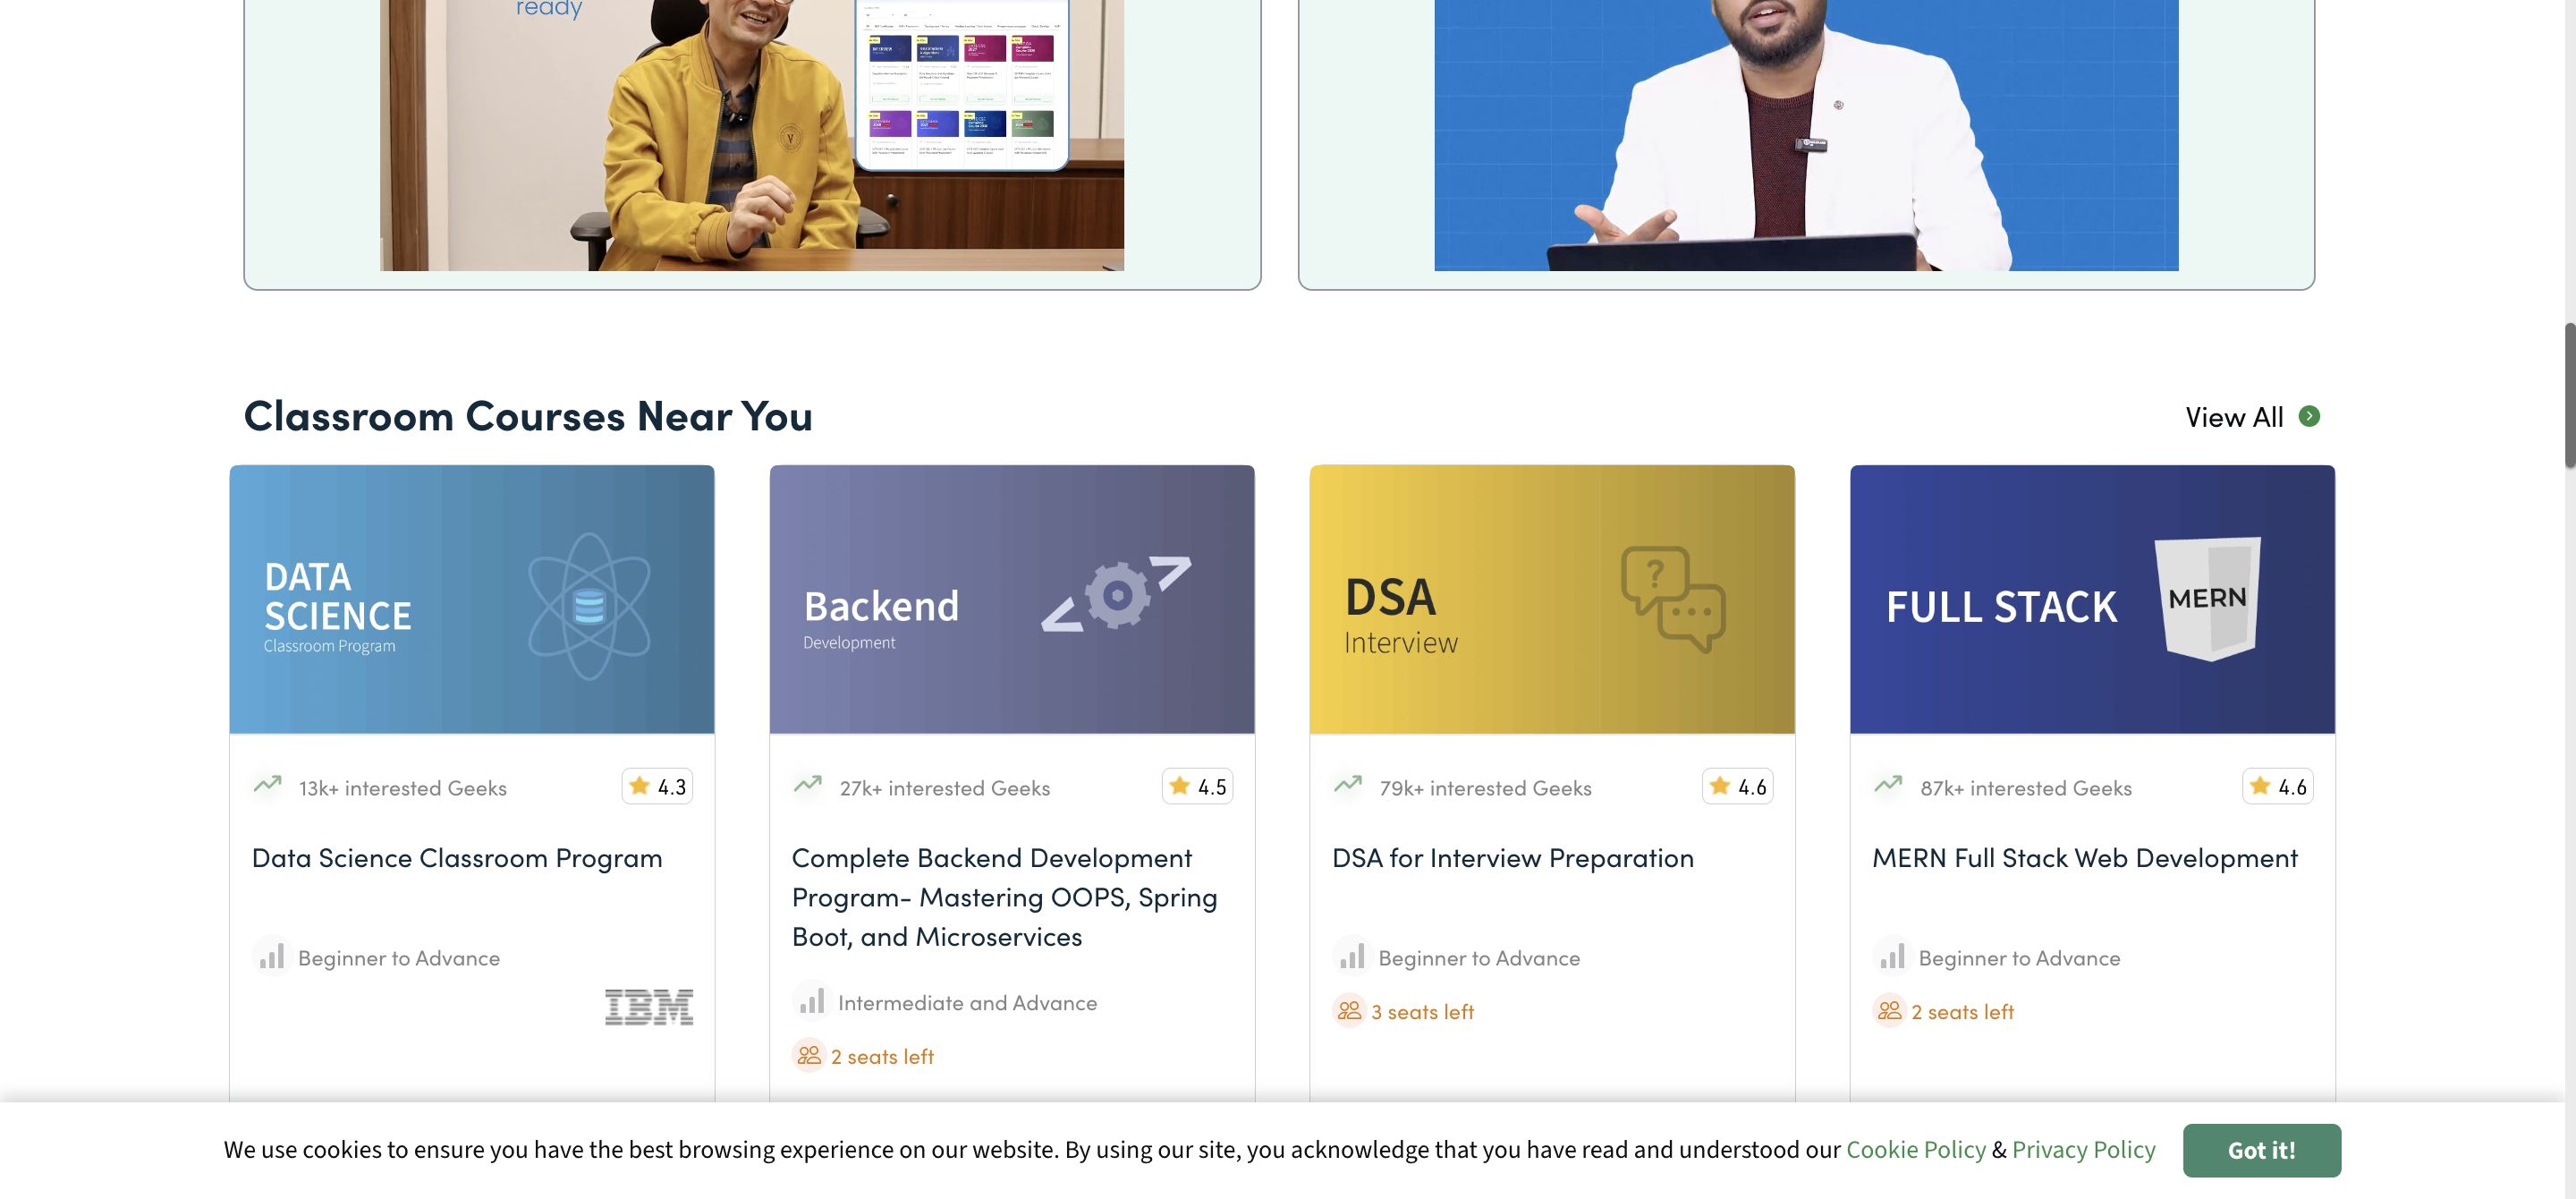 ready
Classroom Courses Near You
View All
DATA
SCIENCE
Classroom Program
Backend
Development
DSA
Interview
?
FULL STACK
MERN
13k+ interested Geeks
4.3
27k+ interested Geeks
4.5
79k+ interested Geeks
4.6
87k+ interested Geeks
4.6
Data Science Classroom Program
Complete Backend Development
Program- Mastering OOPS, Spring
Boot, and Microservices
DSA for Interview Preparation
MERN Full Stack Web Development
Beginner to Advance
IBM
Intermediate and Advance
2 seats left
Beginner to Advance
3 seats left
Beginner to Advance
2 seats left
We use cookies to ensure you have the best browsing experience on our website. By using our site, you acknowledge that you have read and understood our Cookie Policy & Privacy Policy
Got it!